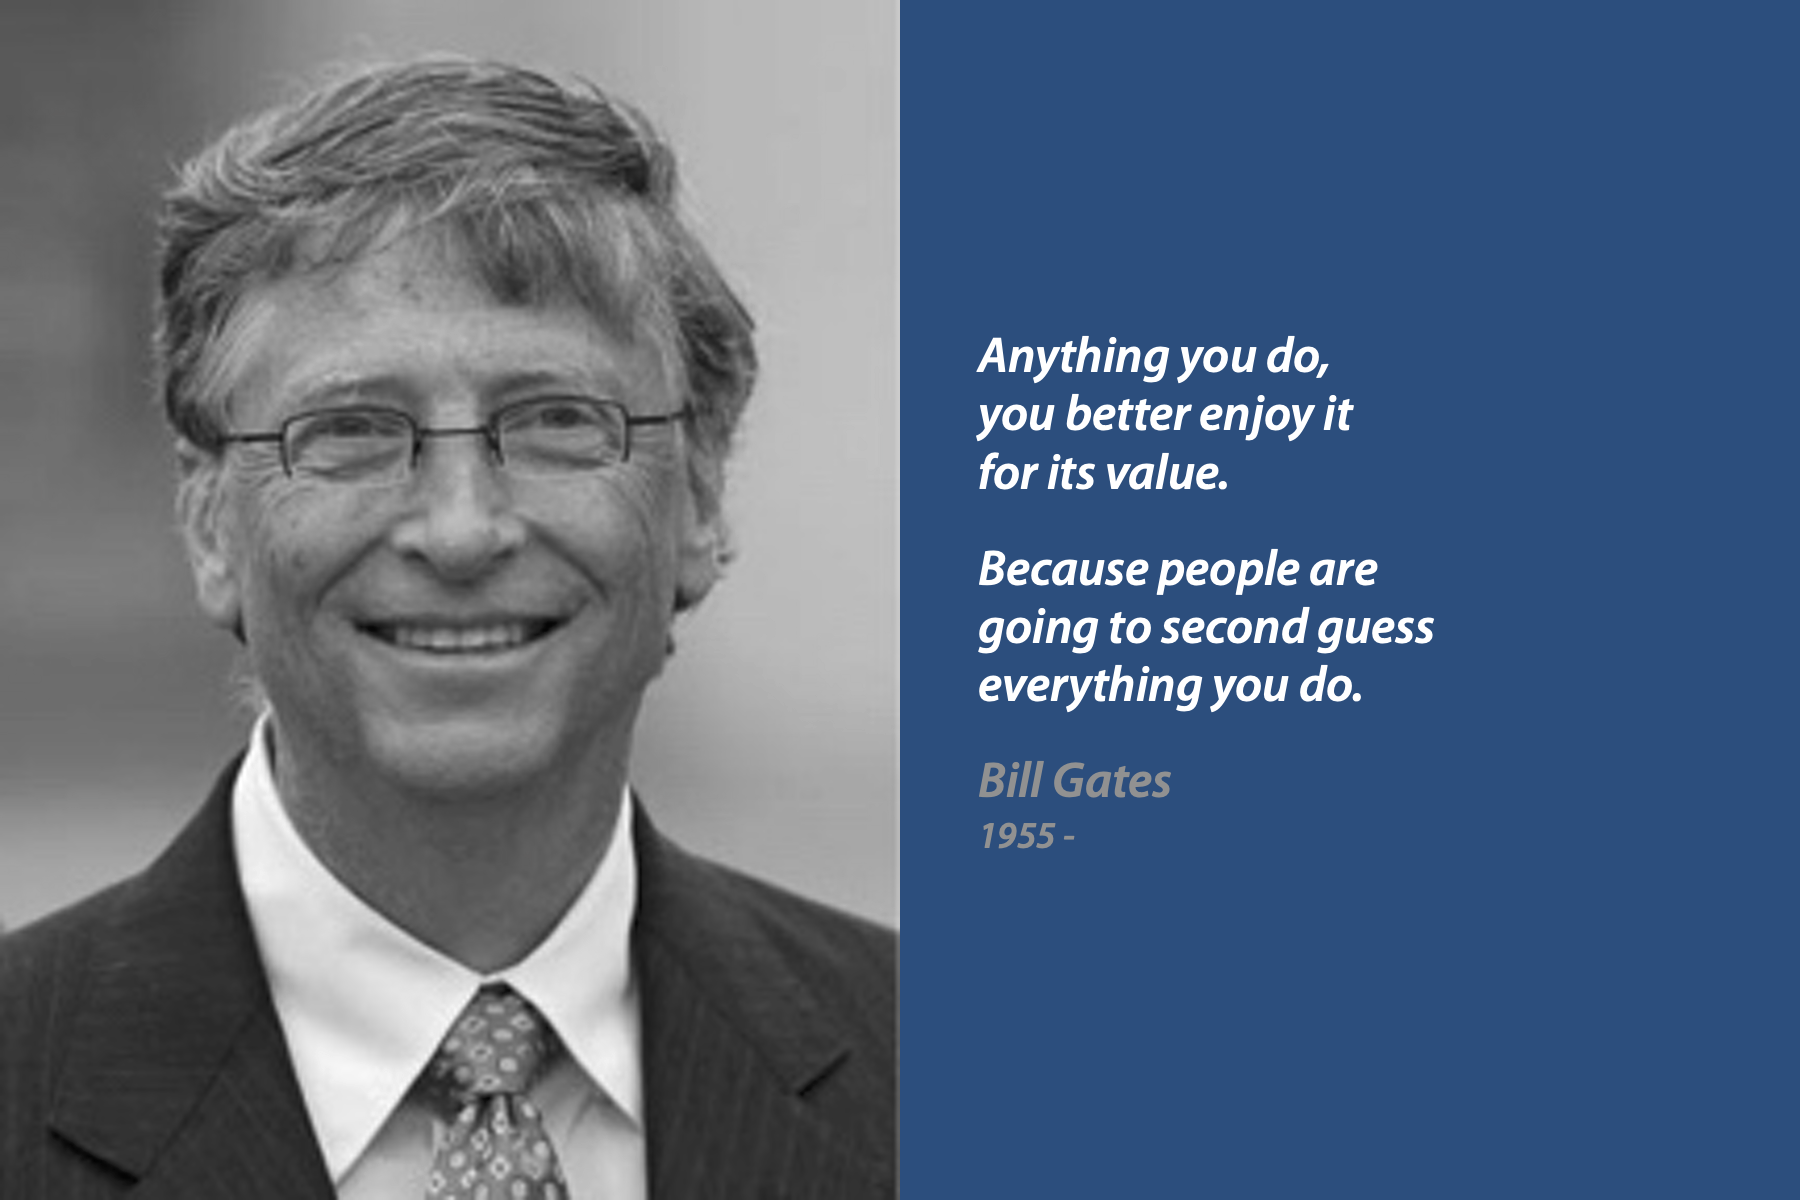 Anything you do,
you better enjoy it
for its value.
Because people are
going to second guess
everything you do.
Bill Gates
1955 -